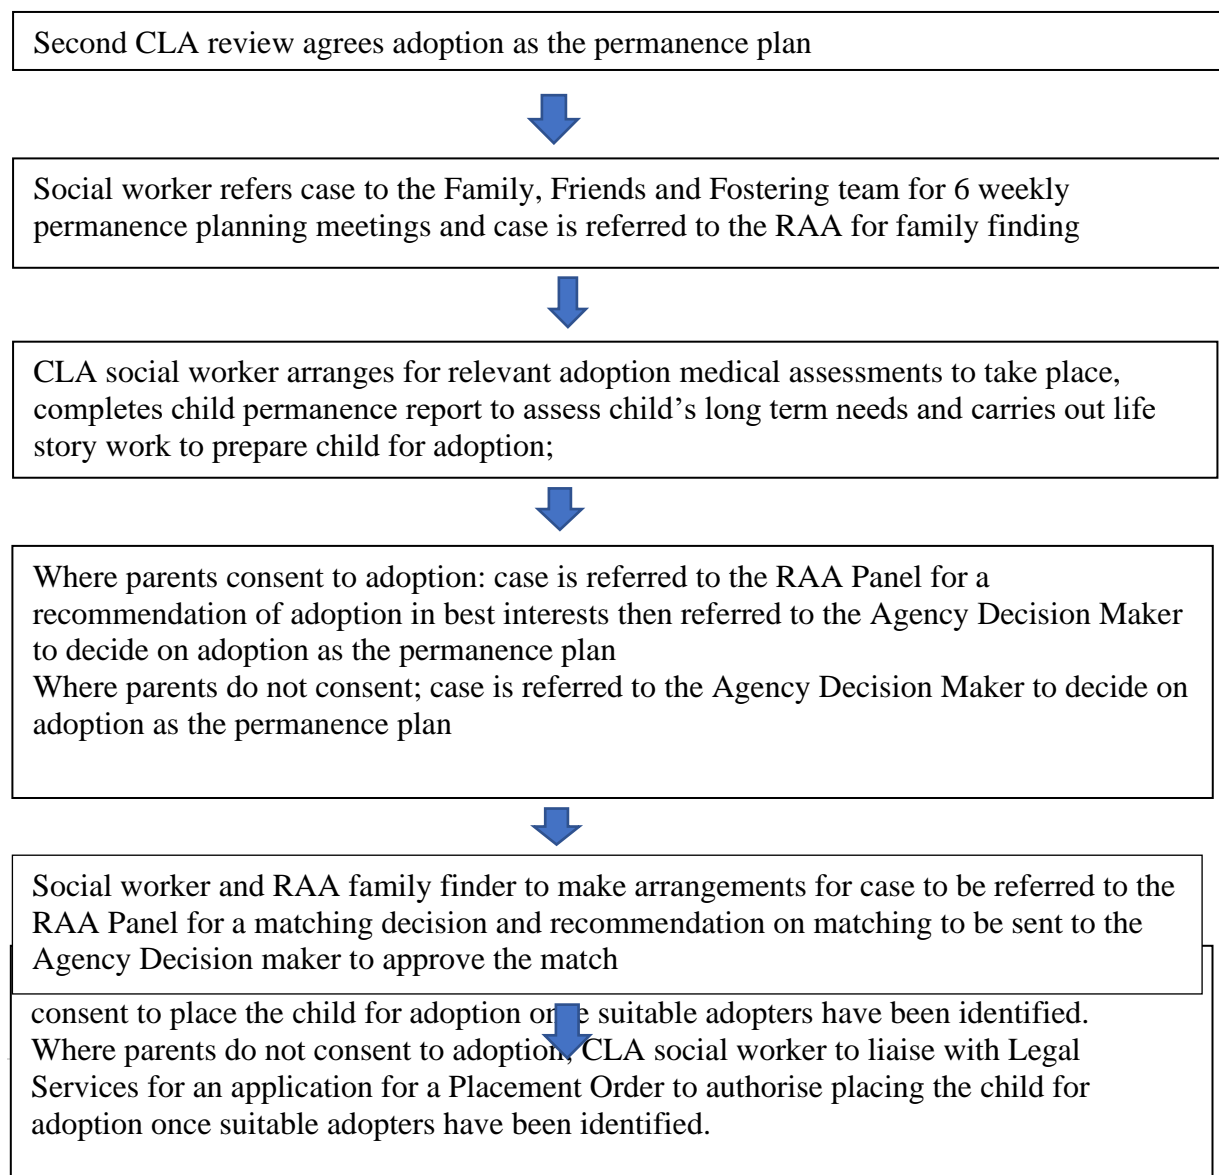 Second CLA review agrees adoption as the permanence plan
Social worker refers case to the Family, Friends and Fostering team for 6 weekly
permanence planning meetings and case is referred to the RAA for family finding
CLA social worker arranges for relevant adoption medical assessments to take place,
completes child permanence report to assess child's long term needs and carries out life
story work to prepare child for adoption;
Where parents consent to adoption: case is referred to the RAA Panel for a
recommendation of adoption in best interests then referred to the Agency Decision Maker
to decide on adoption as the permanence plan
Where parents do not consent; case is referred to the Agency Decision Maker to decide on
adoption as the permanence plan
Social worker and RAA family finder to make arrangements for case to be referred to the
RAA Panel for a matching decision and recommendation on matching to be sent to the
Agency Decision maker to approve the match
consent to place the child for adoption once suitable adopters have been identified.
Where parents do not consent to adoption, CLA social worker to liaise with Legal
Services for an application for a Placement Order to authorise placing the child for
adoption once suitable adopters have been identified.